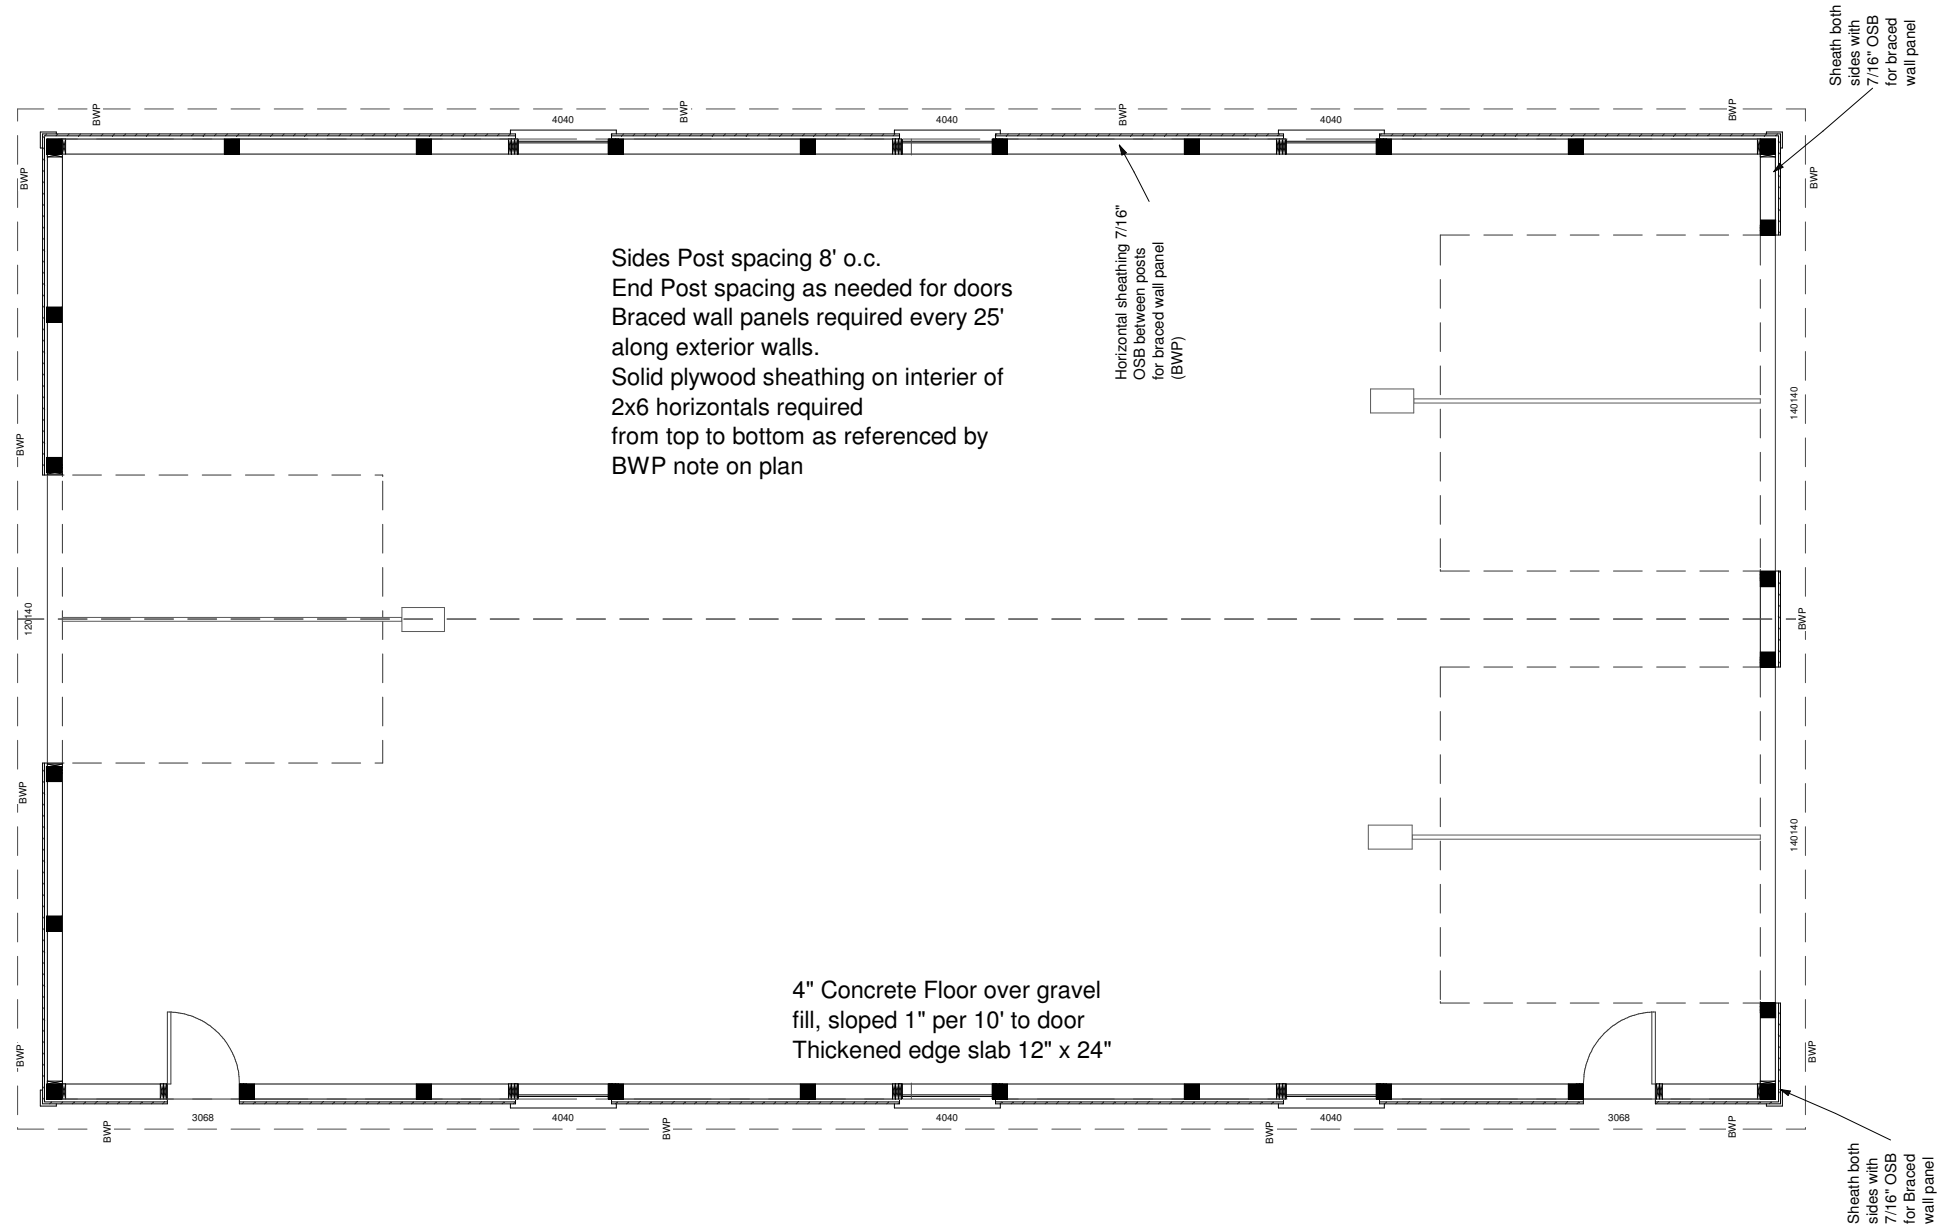 Sheath both
sides with
7/16" OSB
for braced
wall panel
BWP
BWP
BWP
BWP
4040
4040
4040
BWP
BWP
Sides Post spacing 8' o.c.
End Post spacing as needed for doors
Braced wall panels required every 25'
along exterior walls.
Solid plywood sheathing on interier of
2x6 horizontals required
from top to bottom as referenced by
BWP note on plan
Horizontal sheathing 7/16"
OSB between posts
for braced wall panel
(BWP)
140140
BWP
120140
BWP
BWP
140140
4" Concrete Floor over gravel
fill, sloped 1" per 10' to door
Thickened edge slab 12" x 24"
BWP
BWP
3068
4040
4040
4040
3068
BWP
BWP
BWP
BWP
Sheath both
sides with
7/16" OSB
for Braced
wall panel